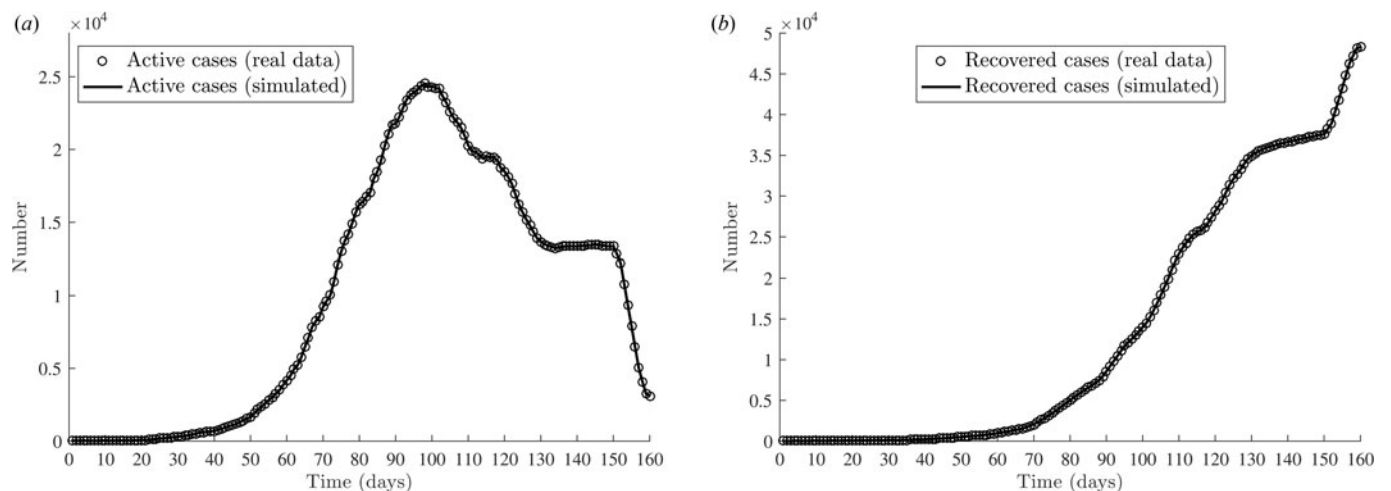 (a)
×10⁴
Active cases (real data)
Active cases (simulated)
2.5
2
1.5
1
0.5
0
Number
0 10 20 30 40 50 60 70 80 90 100 110 120 130 140 150 160
Time (days)
(b)
×10⁴
Recovered cases (real data)
Recovered cases (simulated)
5
4.5
4
3.5
3
2.5
2
1.5
1
0.5
0
Number
0 10 20 30 40 50 60 70 80 90 100 110 120 130 140 150 160
Time (days)